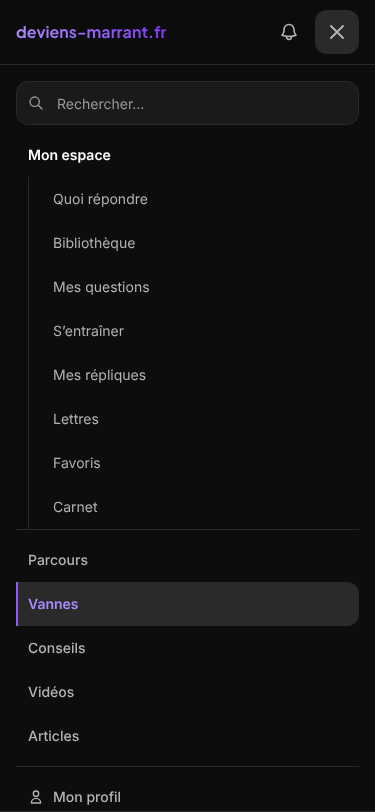 deviens-marrant.fr
Rechercher...
Mon espace
Quoi répondre
Bibliothèque
Mes questions
S'entraîner
Mes répliques
Lettres
Favoris
Carnet
Parcours
Vannes
Conseils
Vidéos
Articles
Mon profil